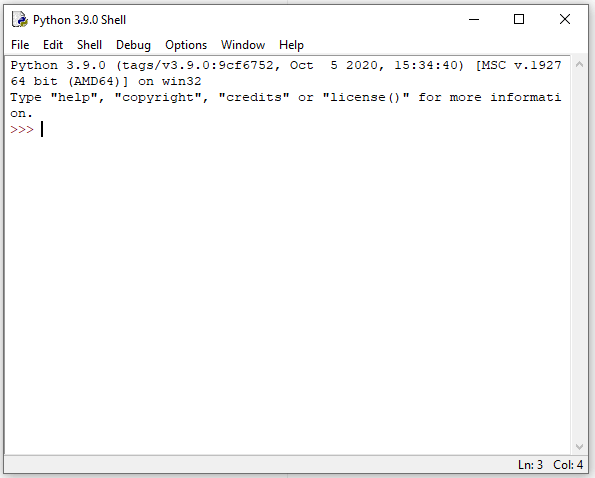 Python 3.9.0 Shell
File Edit Shell Debug Options Window Help
Python 3.9.0 (tags/v3.9.0:9cf6752, Oct  5 2020, 15:34:40) [MSC v.1927
64 bit (AMD64)] on win32
Type "help", "copyright", "credits" or "license()" for more informati
on.
>>>
Ln: 3 Col: 4